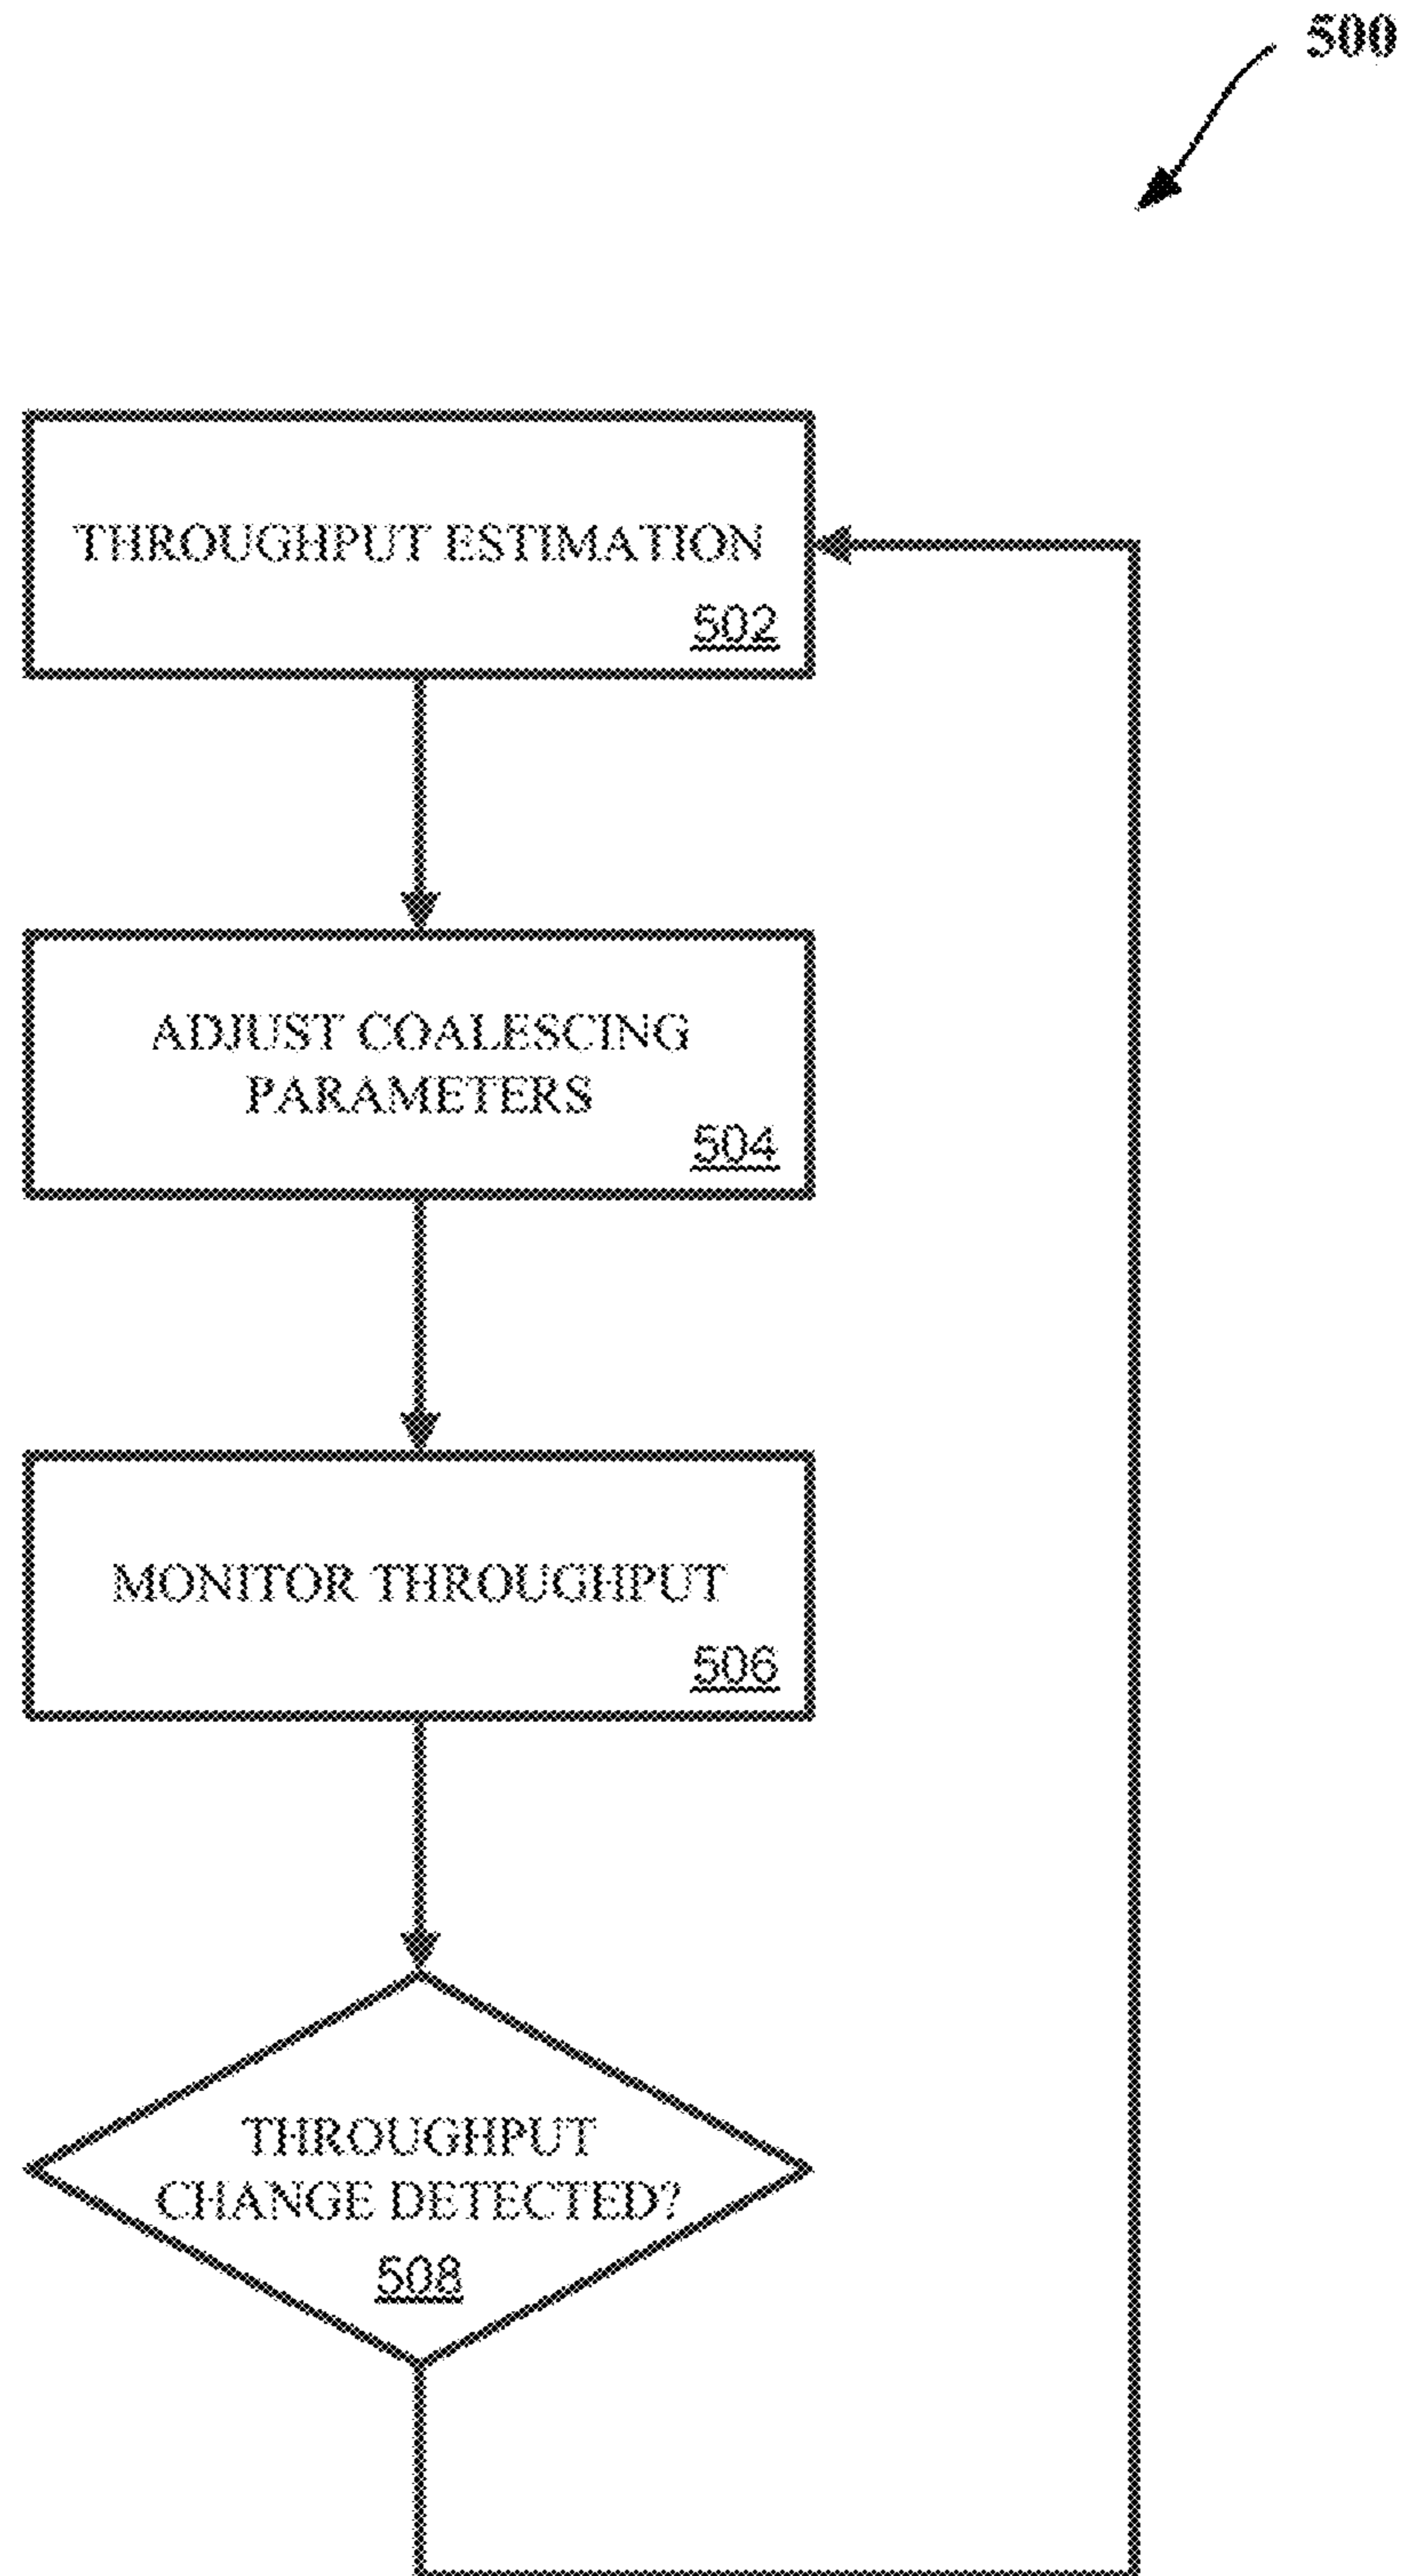 500
THROUGHPUT ESTIMATION
502
ADJUST COALESCING
PARAMETERS
504
MONITOR THROUGHPUT
506
THROUGHPUT
CHANGE DETECTED?
508